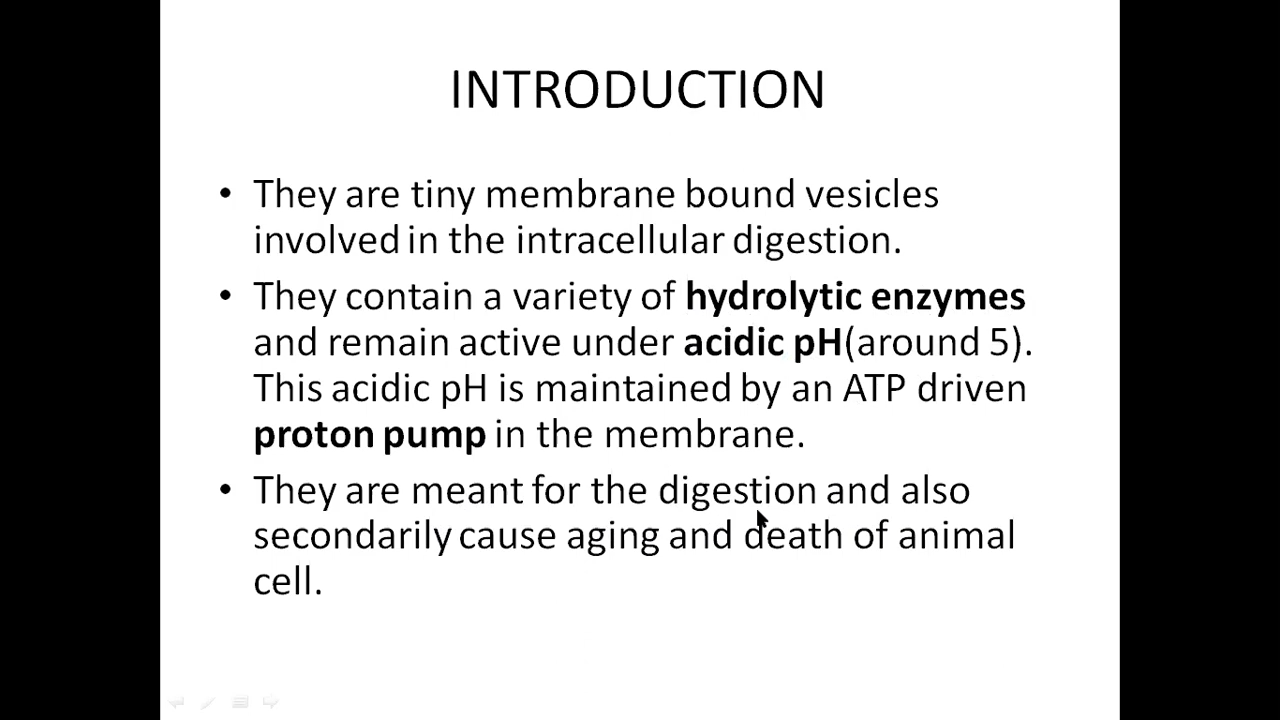 INTRODUCTION
• They are tiny membrane bound vesicles
involved in the intracellular digestion.
• They contain a variety of hydrolytic enzymes
and remain active under acidic pH(around 5).
This acidic pH is maintained by an ATP driven
proton pump in the membrane.
• They are meant for the digestion and also
secondarily cause aging and death of animal
cell.